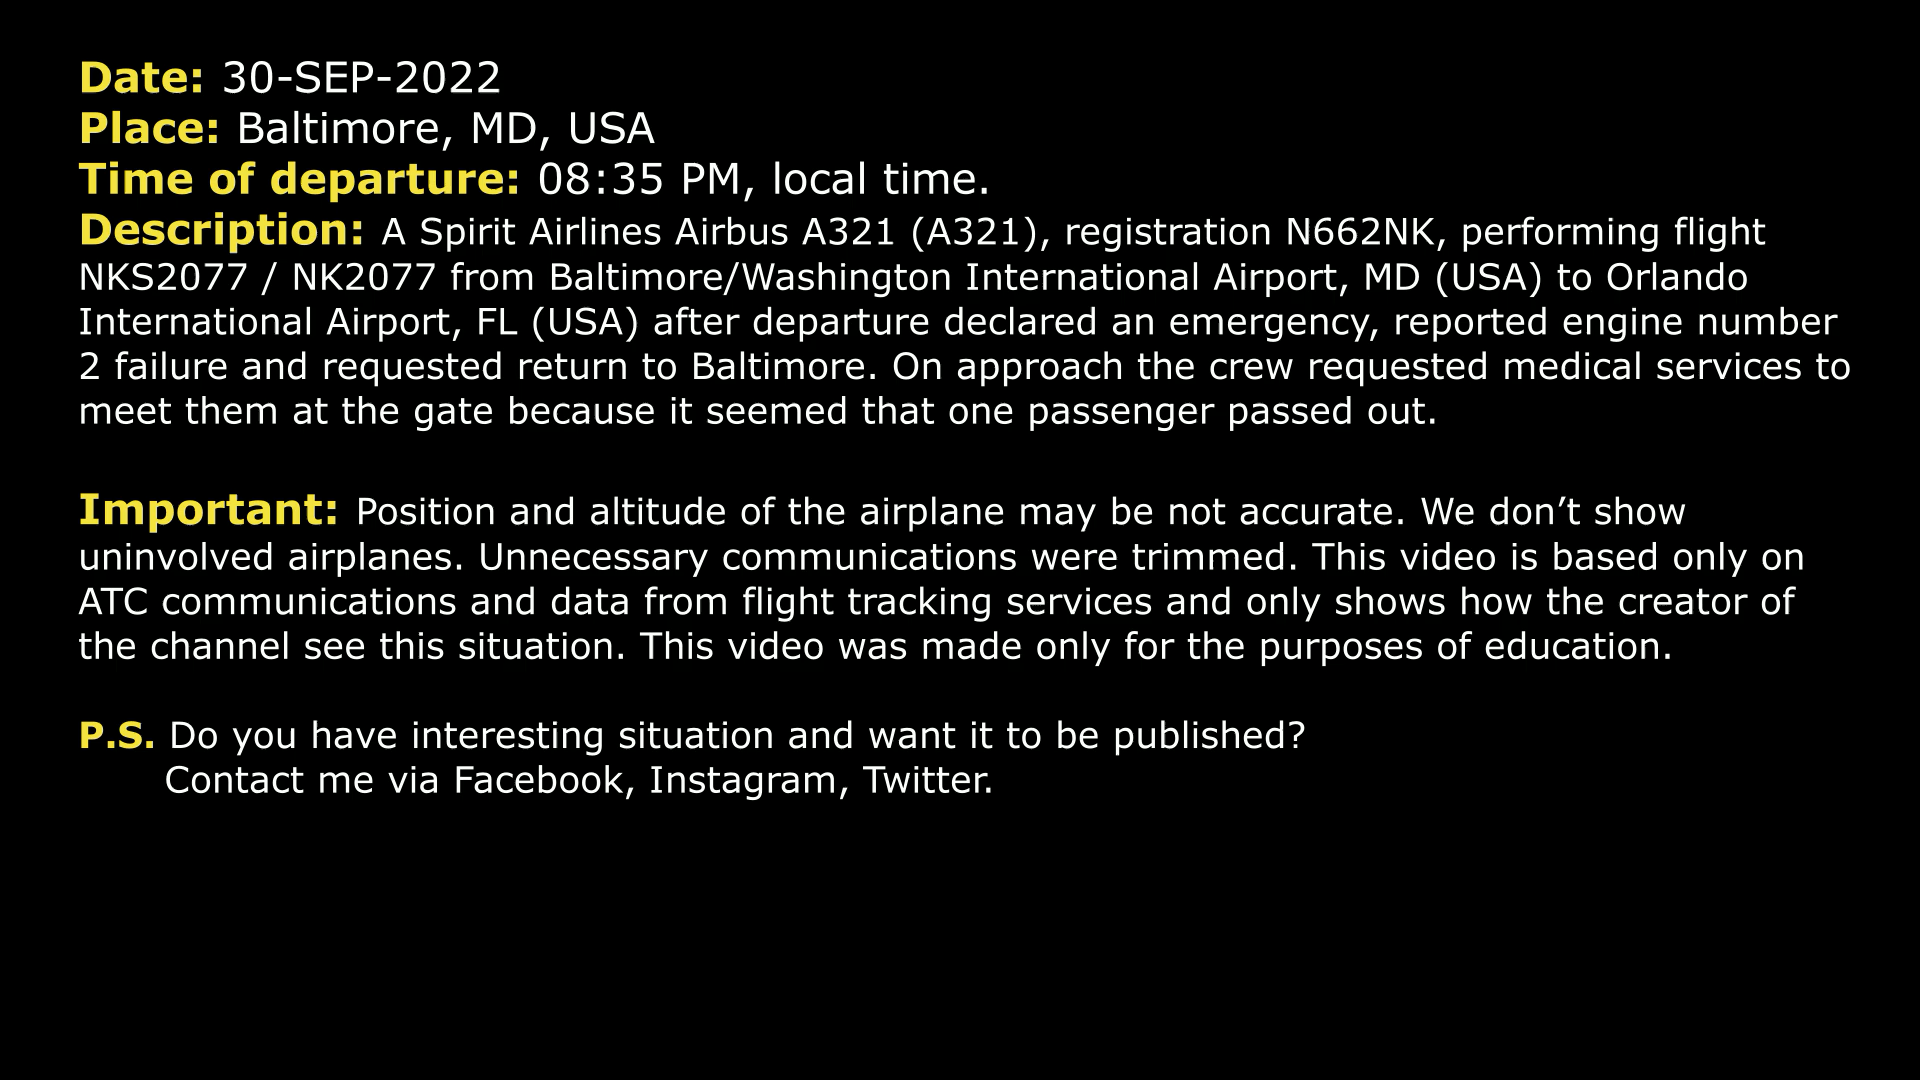 Date: 30-SEP-2022
Place: Baltimore, MD, USA
Time of departure: 08:35 PM, local time.
Description: A Spirit Airlines Airbus A321 (A321), registration N662NK, performing flight
NKS2077 / NK2077 from Baltimore/Washington International Airport, MD (USA) to Orlando
International Airport, FL (USA) after departure declared an emergency, reported engine number
2 failure and requested return to Baltimore. On approach the crew requested medical services to
meet them at the gate because it seemed that one passenger passed out.
Important: Position and altitude of the airplane may be not accurate. We don’t show
uninvolved airplanes. Unnecessary communications were trimmed. This video is based only on
ATC communications and data from flight tracking services and only shows how the creator of
the channel see this situation. This video was made only for the purposes of education.
P.S. Do you have interesting situation and want it to be published?
Contact me via Facebook, Instagram, Twitter.